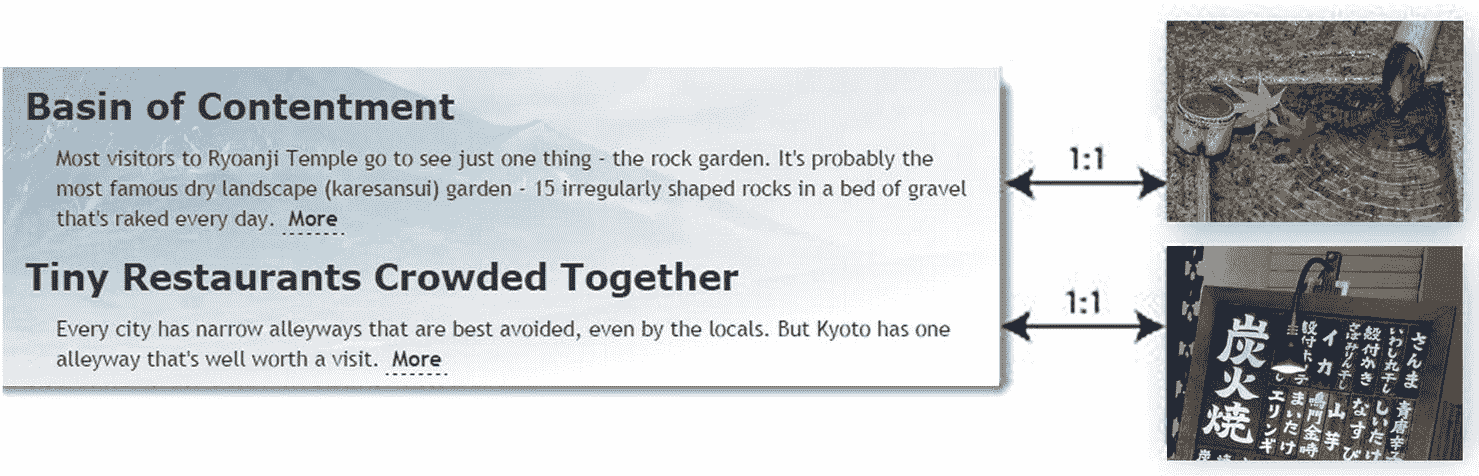 Basin of Contentment
Most visitors to Ryoanji Temple go to see just one thing - the rock garden. It's probably the
most famous dry landscape (karesansui) garden - 15 irregularly shaped rocks in a bed of gravel
that's raked every day. More
Tiny Restaurants Crowded Together
Every city has narrow alleyways that are best avoided, even by the locals. But Kyoto has one
alleyway that's well worth a visit. More
1:1
1:1
さんま
いわし丸干し
殻付かき
さばみりん干し
イカ
炭火焼
しいたけ
なすび
山芋
鳴門金時
まいたけ
エリンギ